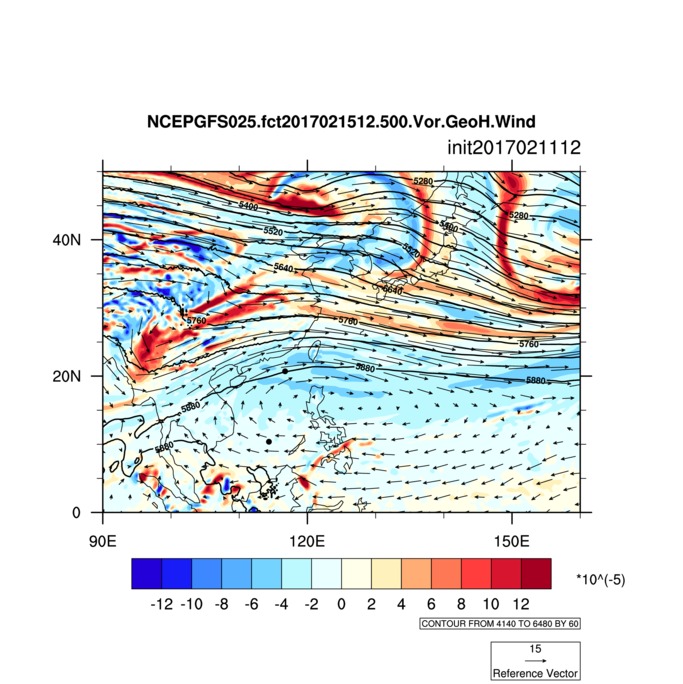 NCEPGFS025.fct2017021512.500.Vor.GeoH.Wind
init2017021112
5280
5400
5280
5400
5520
40N
5520
5640
5640
5760
5760
5760
20N
5880
5880
5880
5880
0
90E 120E 150E
-12 -10 -8 -6 -4 -2 0 2 4 6 8 10 12
*10^(-5)
CONTOUR FROM 4140 TO 6480 BY 60
15
Reference Vector